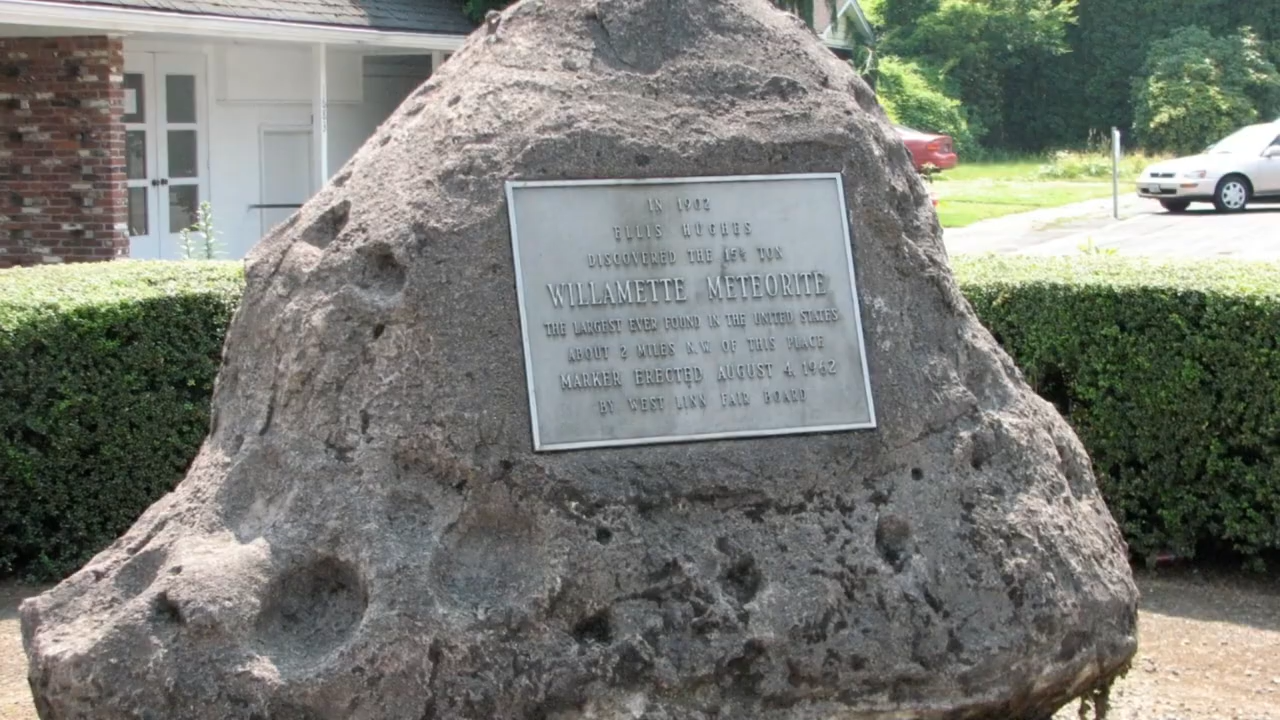 IN 1902
ELLIS HUGHES
DISCOVERED THE 15½ TON
WILLAMETTE METEORITE
THE LARGEST EVER FOUND IN THE UNITED STATES
ABOUT 2 MILES N.W OF THIS PLACE
MARKER ERECTED AUGUST 4, 1962
BY WEST LINN FAIR BOARD